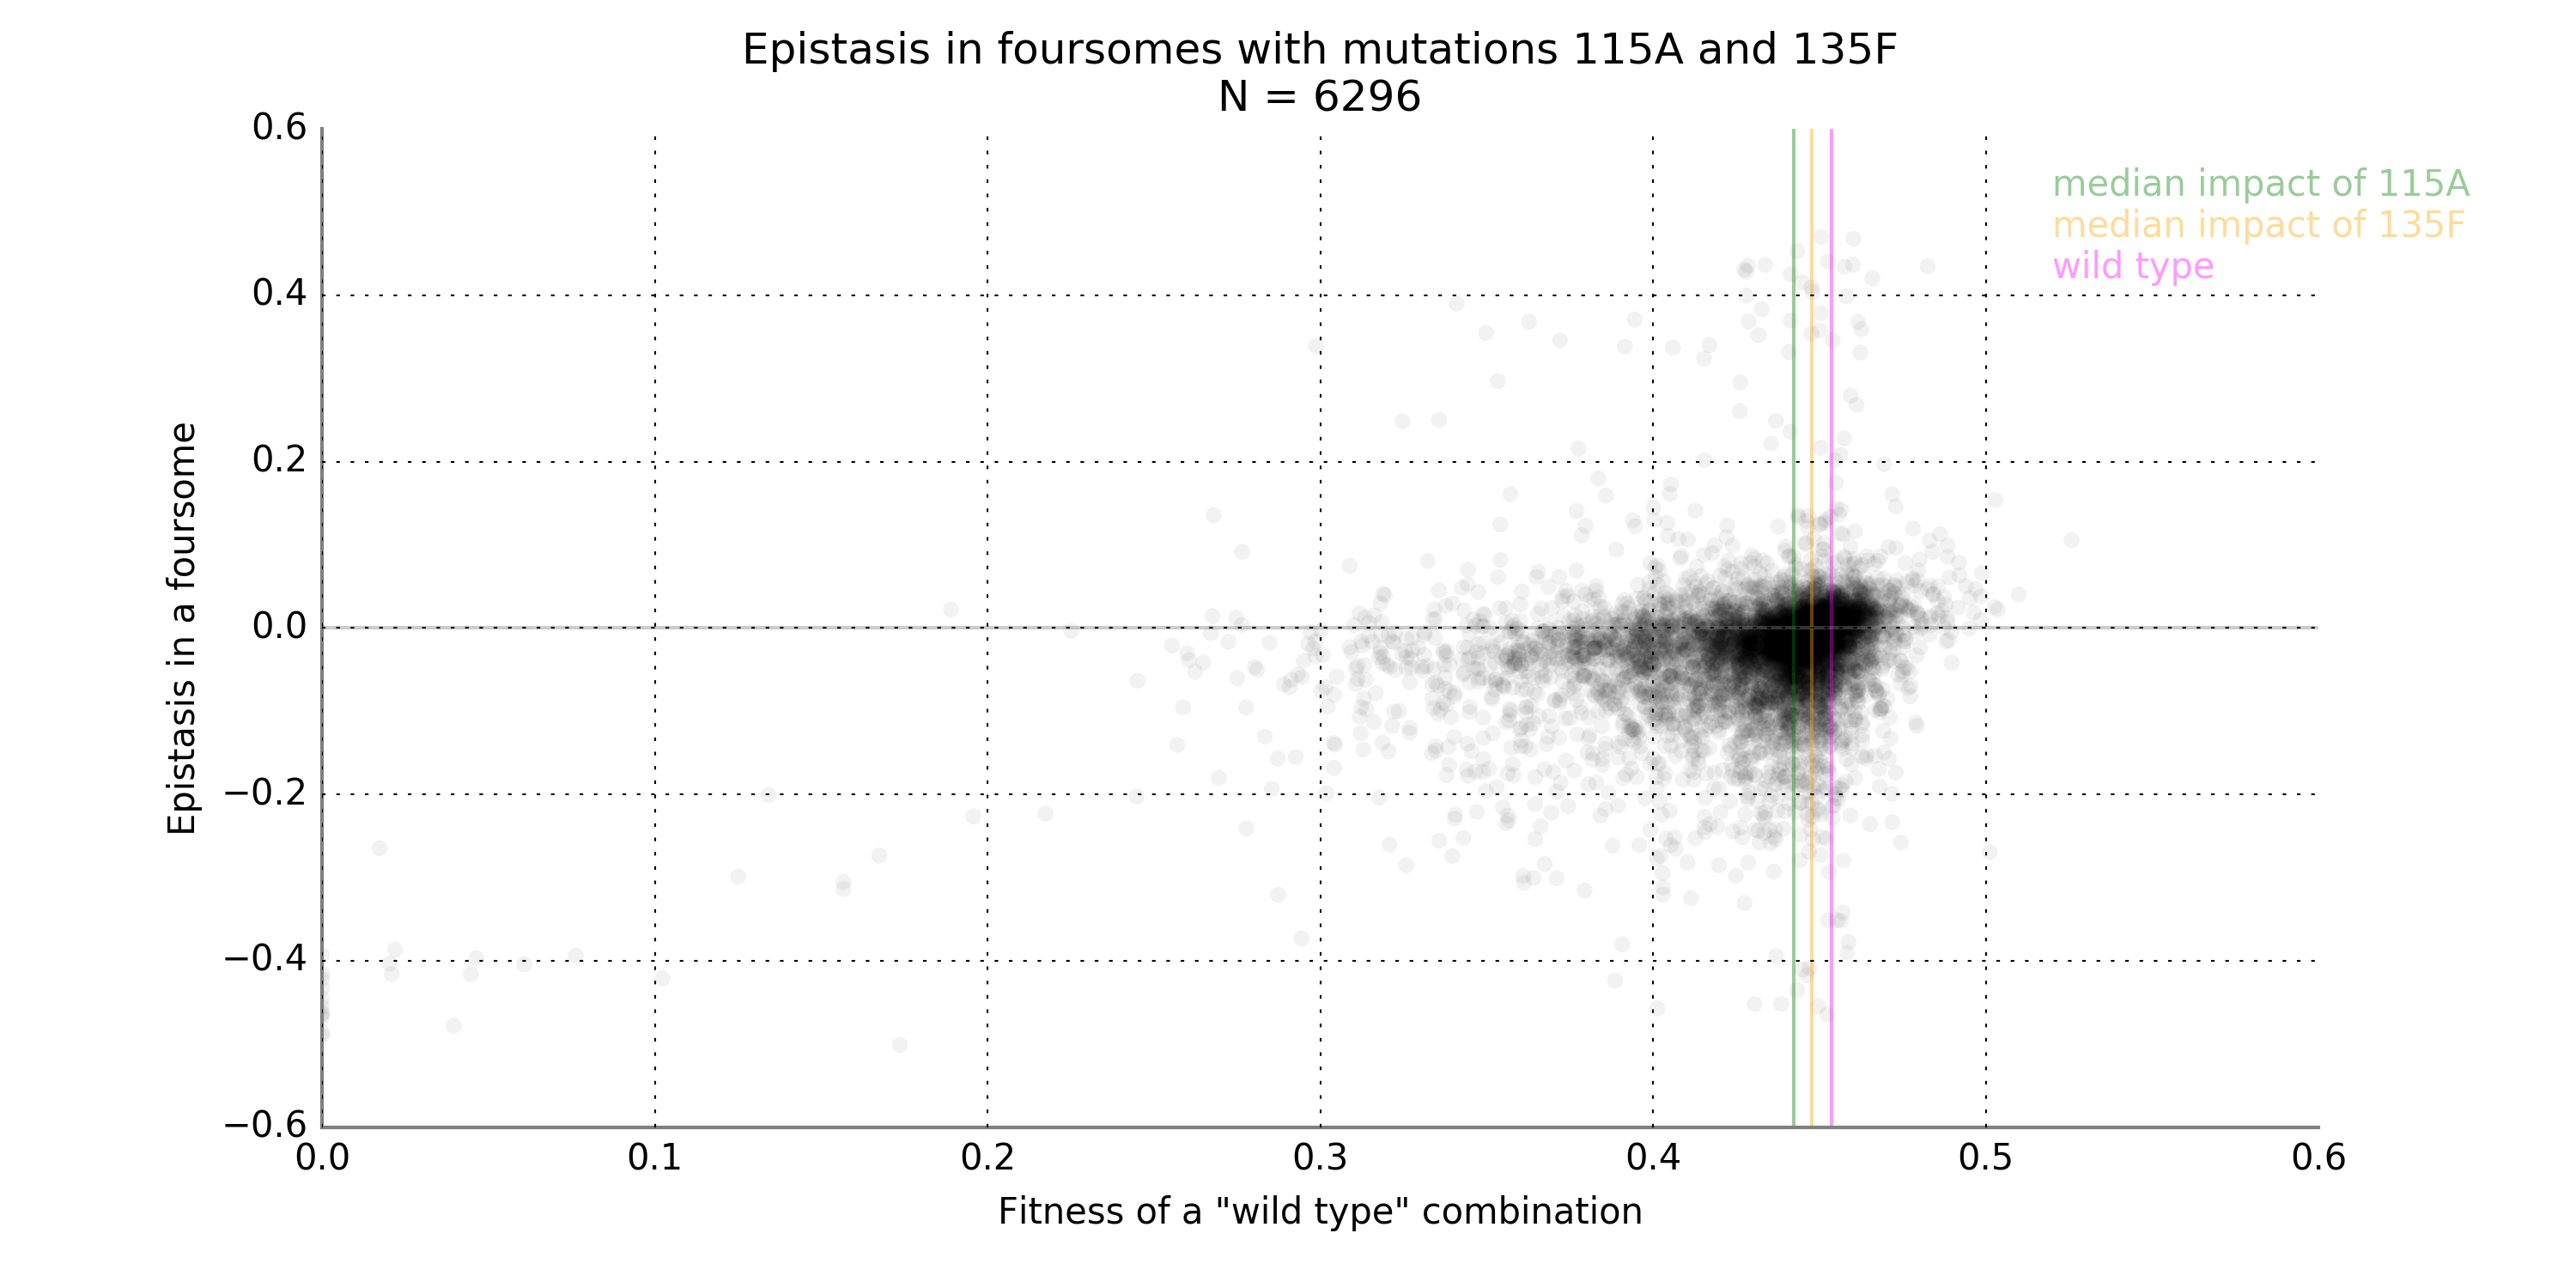 Epistasis in foursomes with mutations 115A and 135F
N = 6296
0.6
0.4
0.2
0.0
−0.2
−0.4
−0.6
Epistasis in a foursome
median impact of 115A
median impact of 135F
wild type
0.0 0.1 0.2 0.3 0.4 0.5 0.6
Fitness of a "wild type" combination